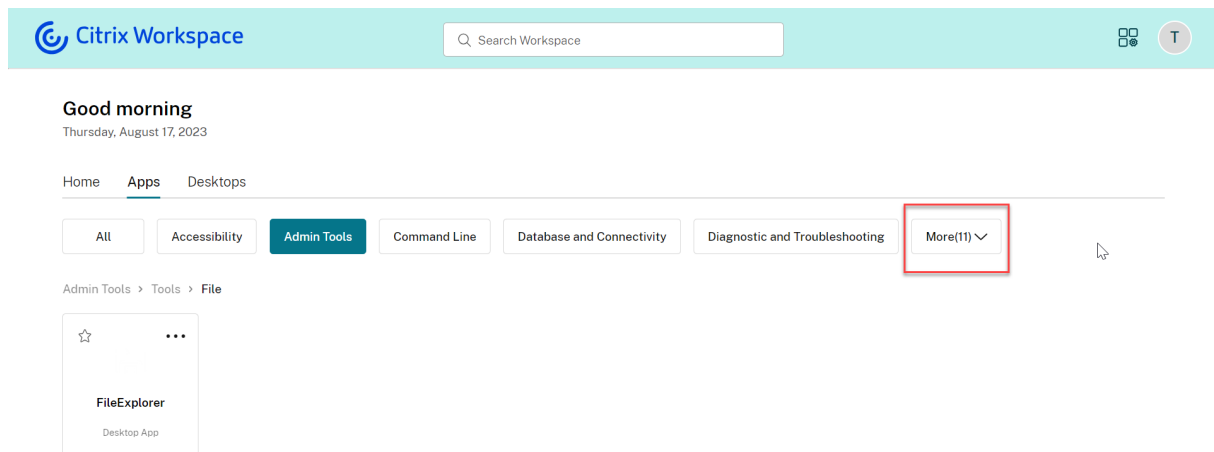 Citrix Workspace
Search Workspace
T
Good morning
Thursday, August 17, 2023
Home Apps Desktops
All Accessibility Admin Tools Command Line Database and Connectivity Diagnostic and Troubleshooting More(11)
Admin Tools > Tools > File
FileExplorer
Desktop App